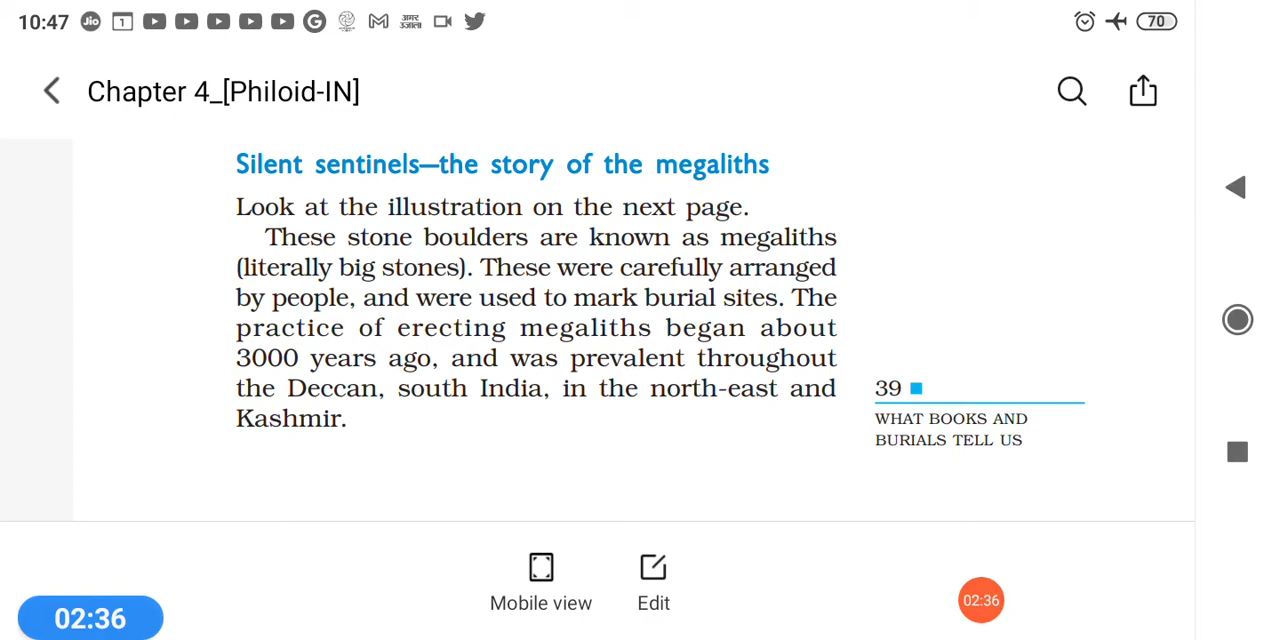 10:47 Jio 1 G M अमर उजाला 70
Chapter 4_[Philoid-IN]
Silent sentinels—the story of the megaliths
Look at the illustration on the next page.
These stone boulders are known as megaliths
(literally big stones). These were carefully arranged
by people, and were used to mark burial sites. The
practice of erecting megaliths began about
3000 years ago, and was prevalent throughout
the Deccan, south India, in the north-east and
Kashmir.
39
WHAT BOOKS AND
BURIALS TELL US
Mobile view
Edit
02:36
02:36